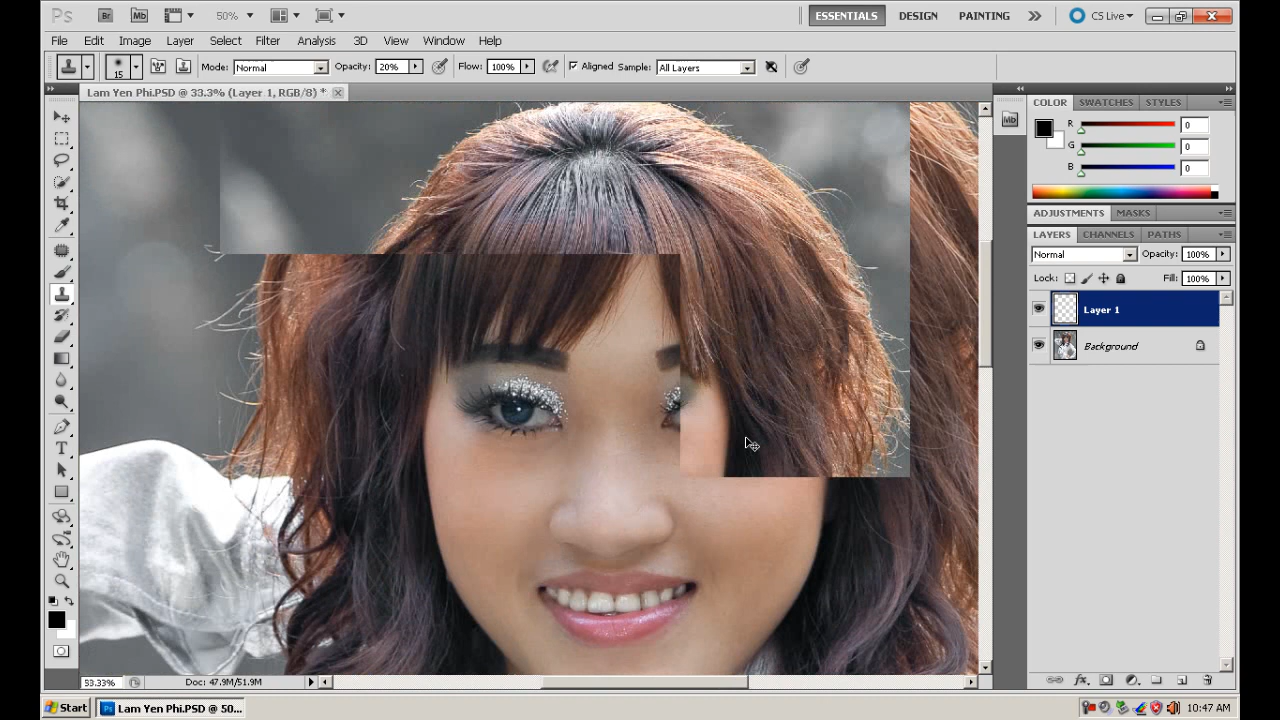 Ps Br Mb 50% ESSENTIALS DESIGN PAINTING CS Live
File Edit Image Layer Select Filter Analysis 3D View Window Help
15 Mode: Normal Opacity: 20% Flow: 100% Aligned Sample: All Layers
Lam Yen Phi.PSD @ 33.3% (Layer 1, RGB/8) *
Mb
COLOR SWATCHES STYLES
R 0
G 0
B 0
ADJUSTMENTS MASKS
LAYERS CHANNELS PATHS
Normal Opacity: 100%
Lock: Fill: 100%
Layer 1
Background
T
33.33% Doc: 47.9M/51.9M
fx
Start Ps Lam Yen Phi.PSD @ 50... 10:47 AM